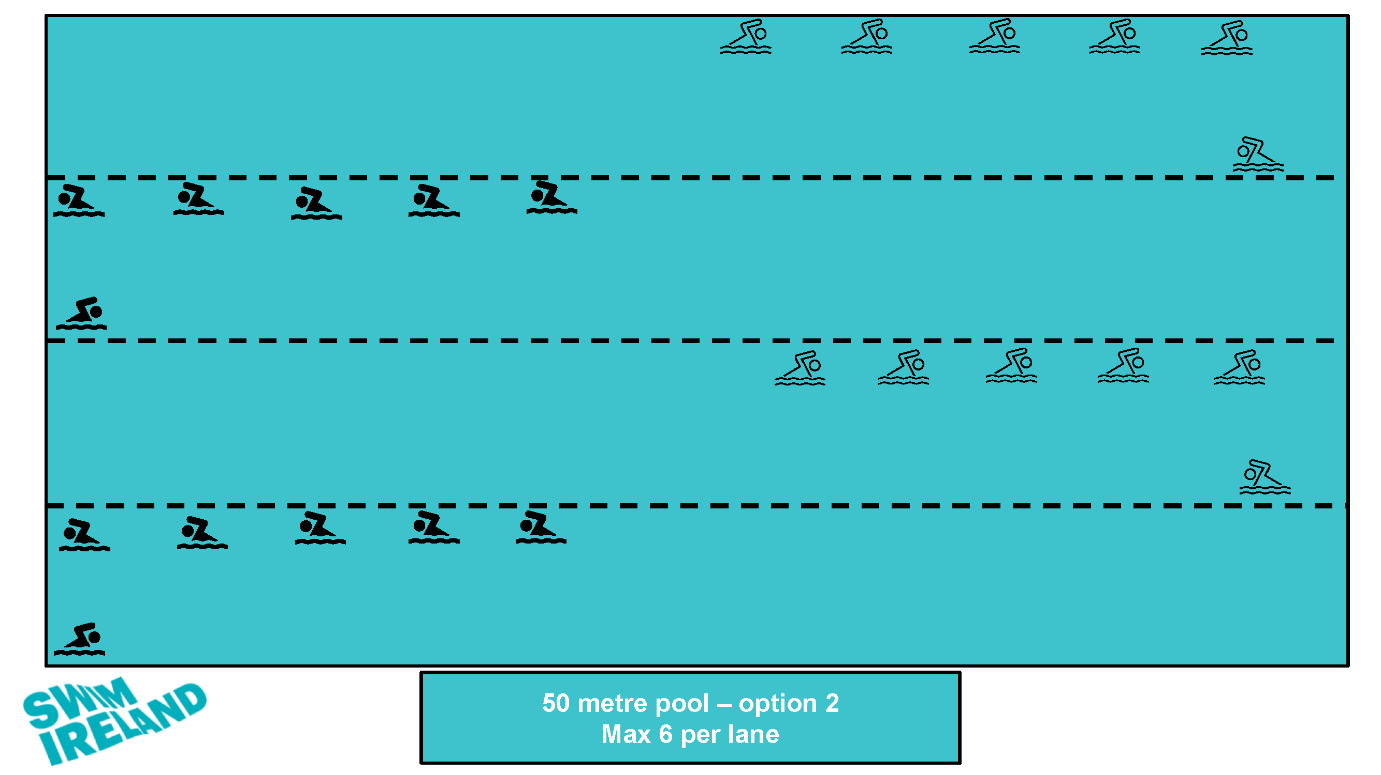 SWIM
IRELAND
50 metre pool – option 2
Max 6 per lane